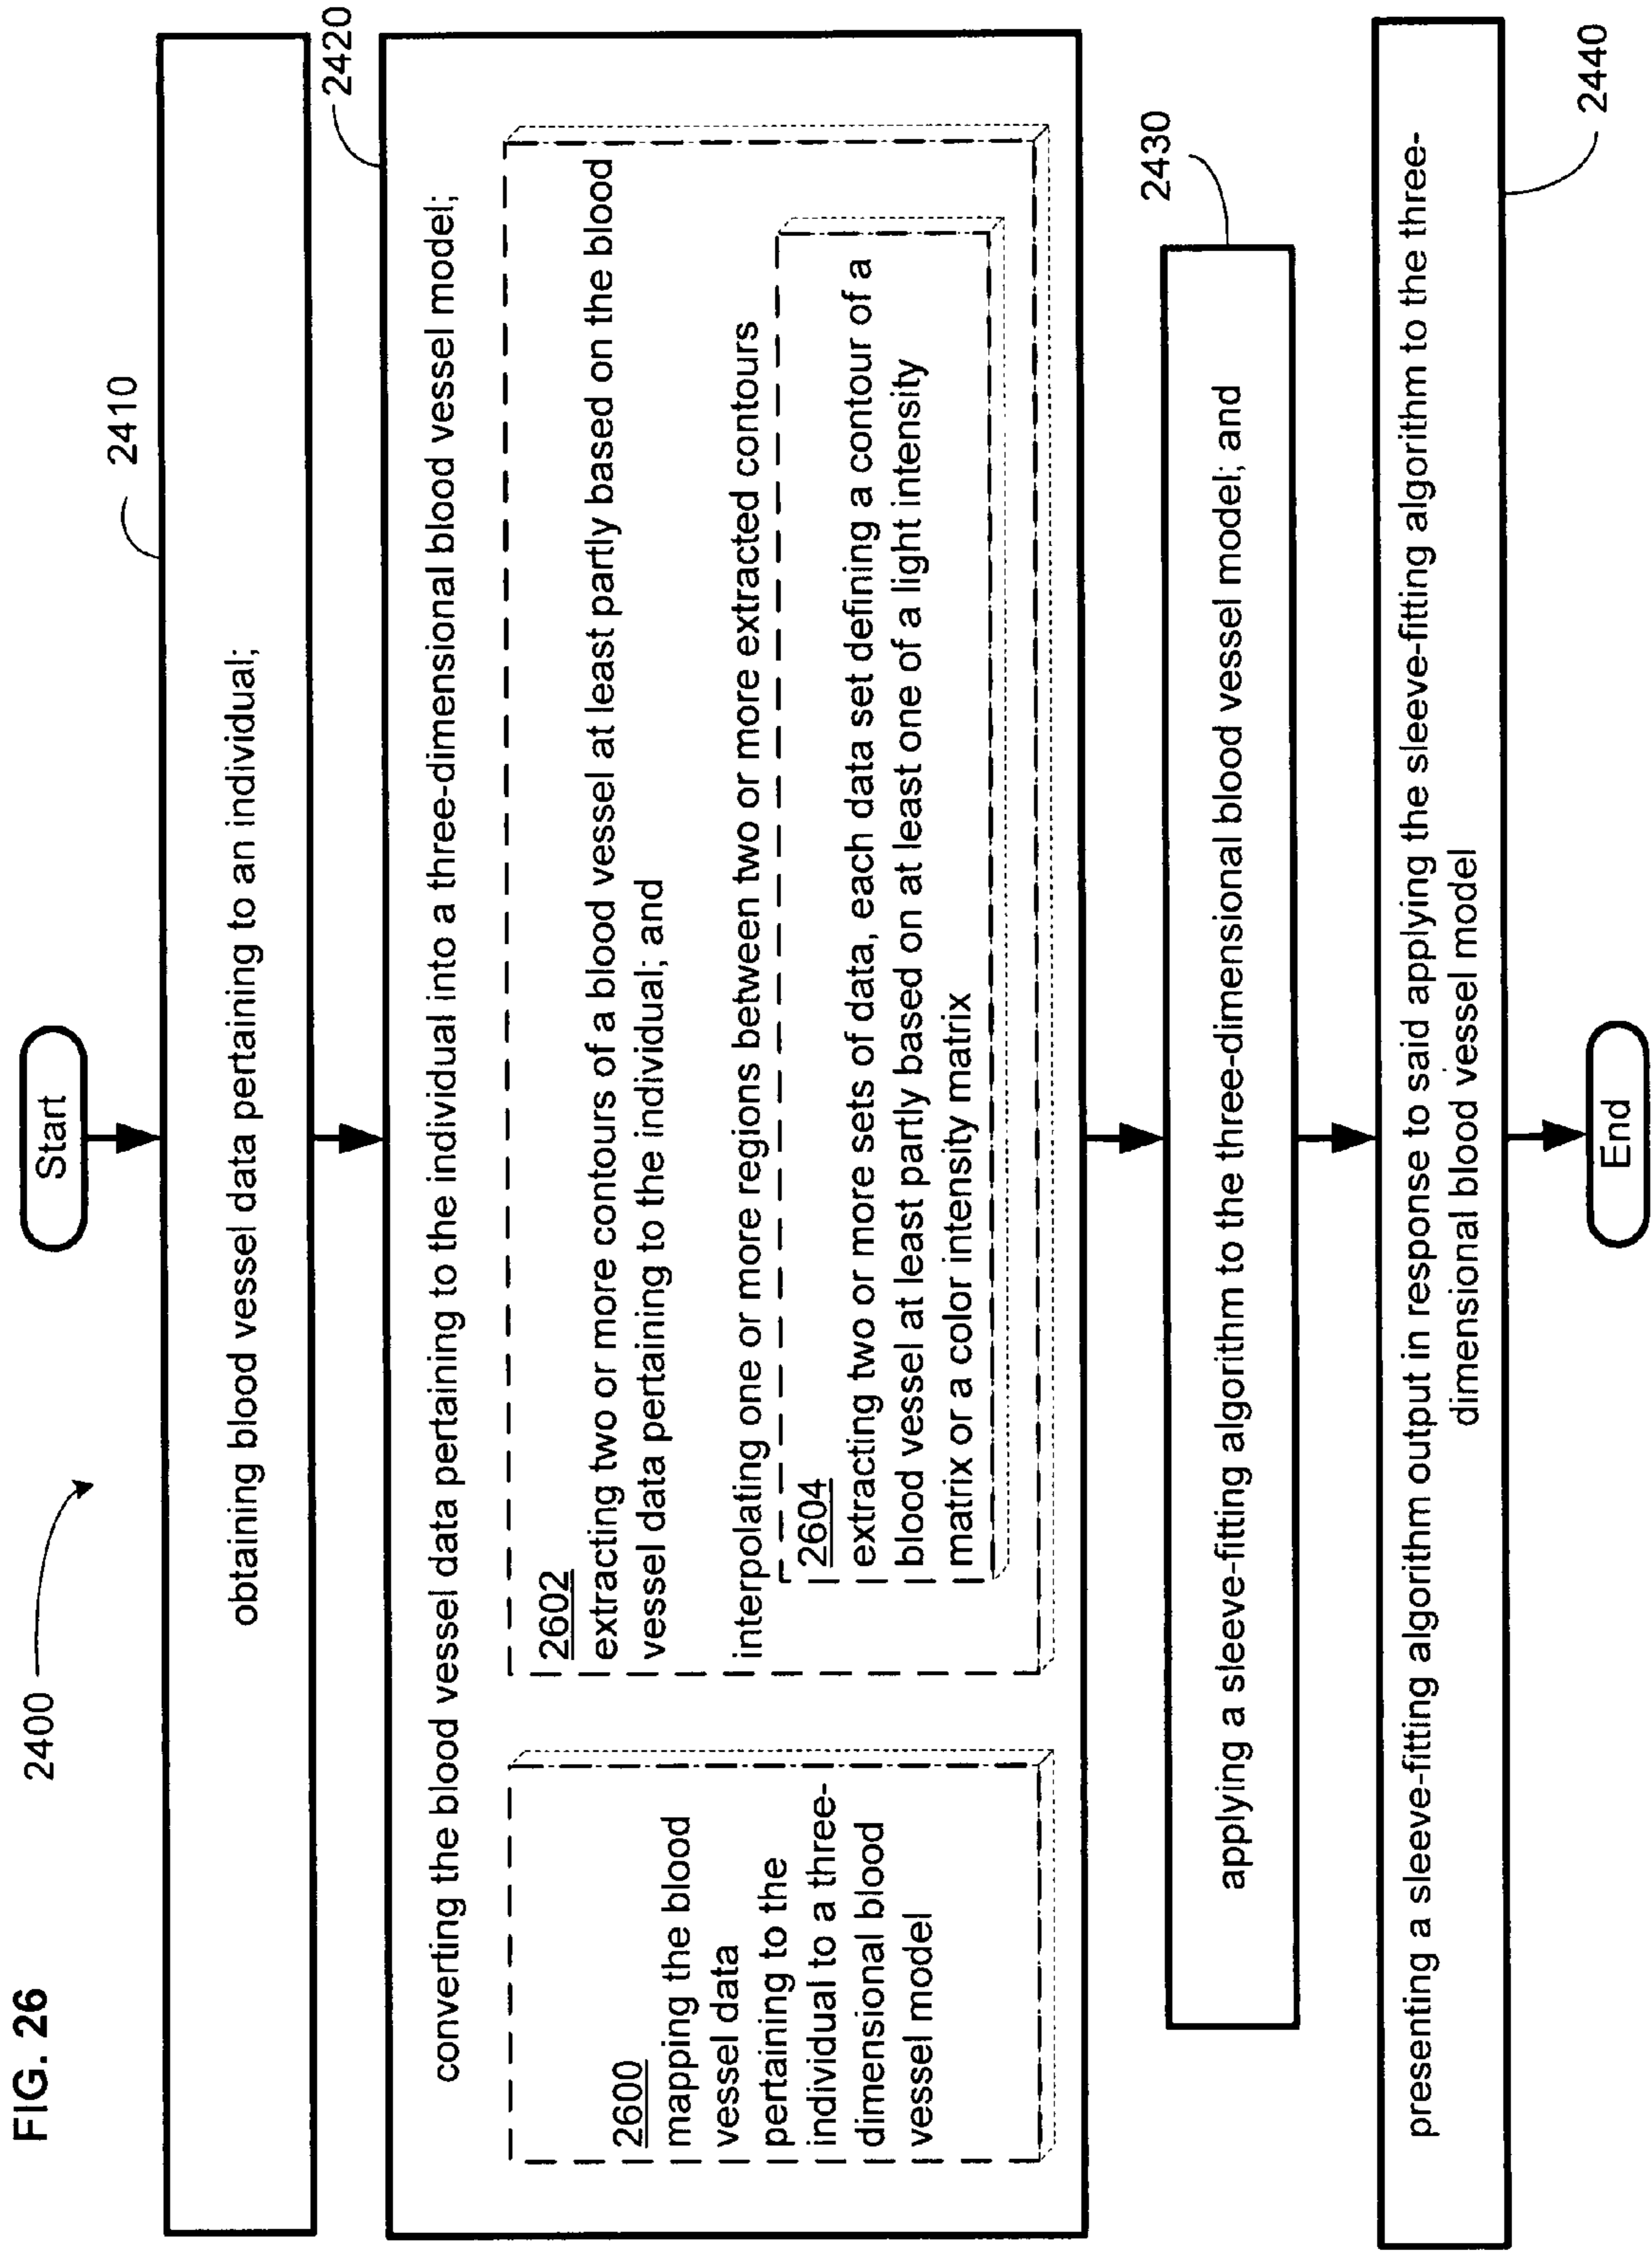 FIG. 26
2400
Start
2410
obtaining blood vessel data pertaining to an individual;
2420
converting the blood vessel data pertaining to the individual into a three-dimensional blood vessel model;
2600
mapping the blood
vessel data
pertaining to the
individual to a three-
dimensional blood
vessel model
2602
extracting two or more contours of a blood vessel at least partly based on the blood
vessel data pertaining to the individual; and
interpolating one or more regions between two or more extracted contours
2604
extracting two or more sets of data, each data set defining a contour of a
blood vessel at least partly based on at least one of a light intensity
matrix or a color intensity matrix
2430
applying a sleeve-fitting algorithm to the three-dimensional blood vessel model; and
2440
presenting a sleeve-fitting algorithm output in response to said applying the sleeve-fitting algorithm to the three-
dimensional blood vessel model
End